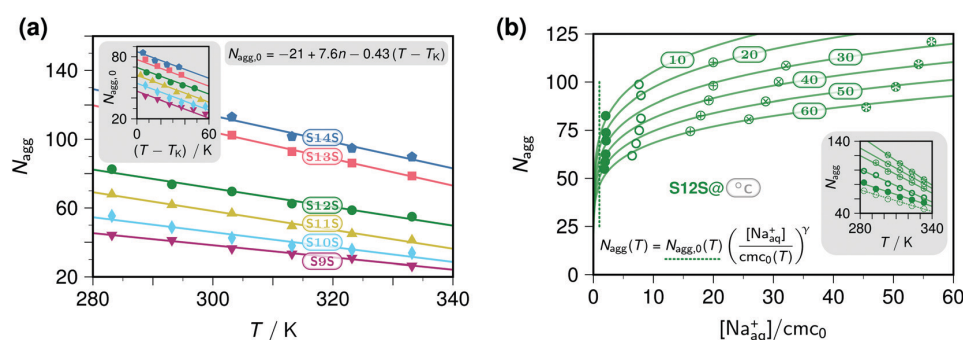 (a)
N_agg,0 = −21 + 7.6n − 0.43 (T − T_K)
160
120
100
80
60
40
20
N_agg
280
300
320
340
T / K
80
20
N_agg,0
0
60
(T − T_K) / K
S14S
S13S
S12S
S11S
S10S
S9S
(b)
125
100
75
50
25
0
N_agg
0
10
20
30
40
50
60
[Na⁺_aq]/cmc₀
10
20
30
40
50
60
S12S@ °C
N_agg(T) = N_agg,0(T) ([Na⁺_aq] / cmc₀(T))^γ
140
40
N_agg
280
340
T / K